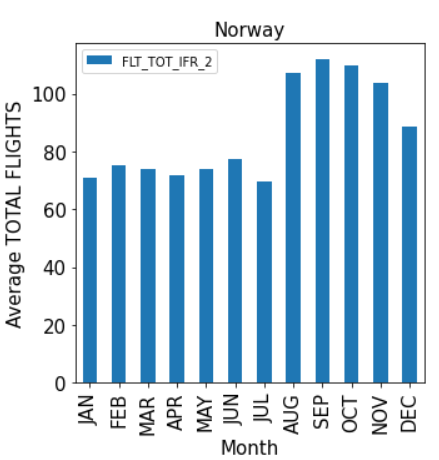 Norway
FLT_TOT_IFR_2
Average TOTAL FLIGHTS
100
80
60
40
20
0
JAN
FEB
MAR
APR
MAY
JUN
JUL
AUG
SEP
OCT
NOV
DEC
Month